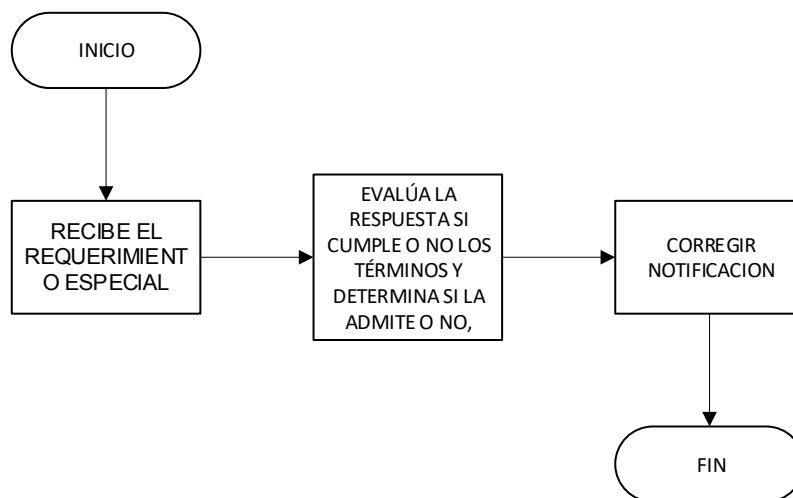 INICIO
RECIBE EL
REQUERIMIENT
O ESPECIAL
EVALÚA LA
RESPUESTA SI
CUMPLE O NO LOS
TÉRMINOS Y
DETERMINA SI LA
ADMITE O NO,
CORREGIR
NOTIFICACION
FIN